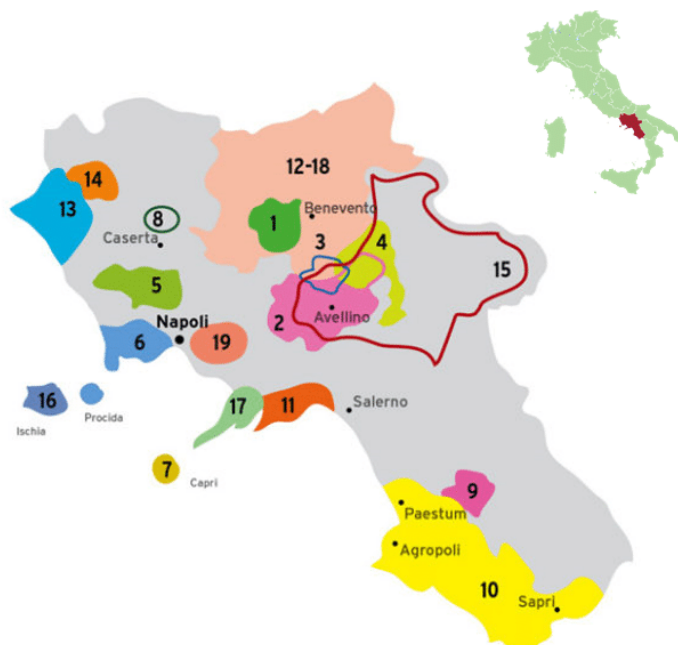 12-18
14
13
8
Caserta
1
Benevento
3
4
15
5
Napoli
6
19
2
Avellino
16
Ischia
Procida
17
11
Salerno
7
Capri
9
Paestum
Agropoli
10
Sapri